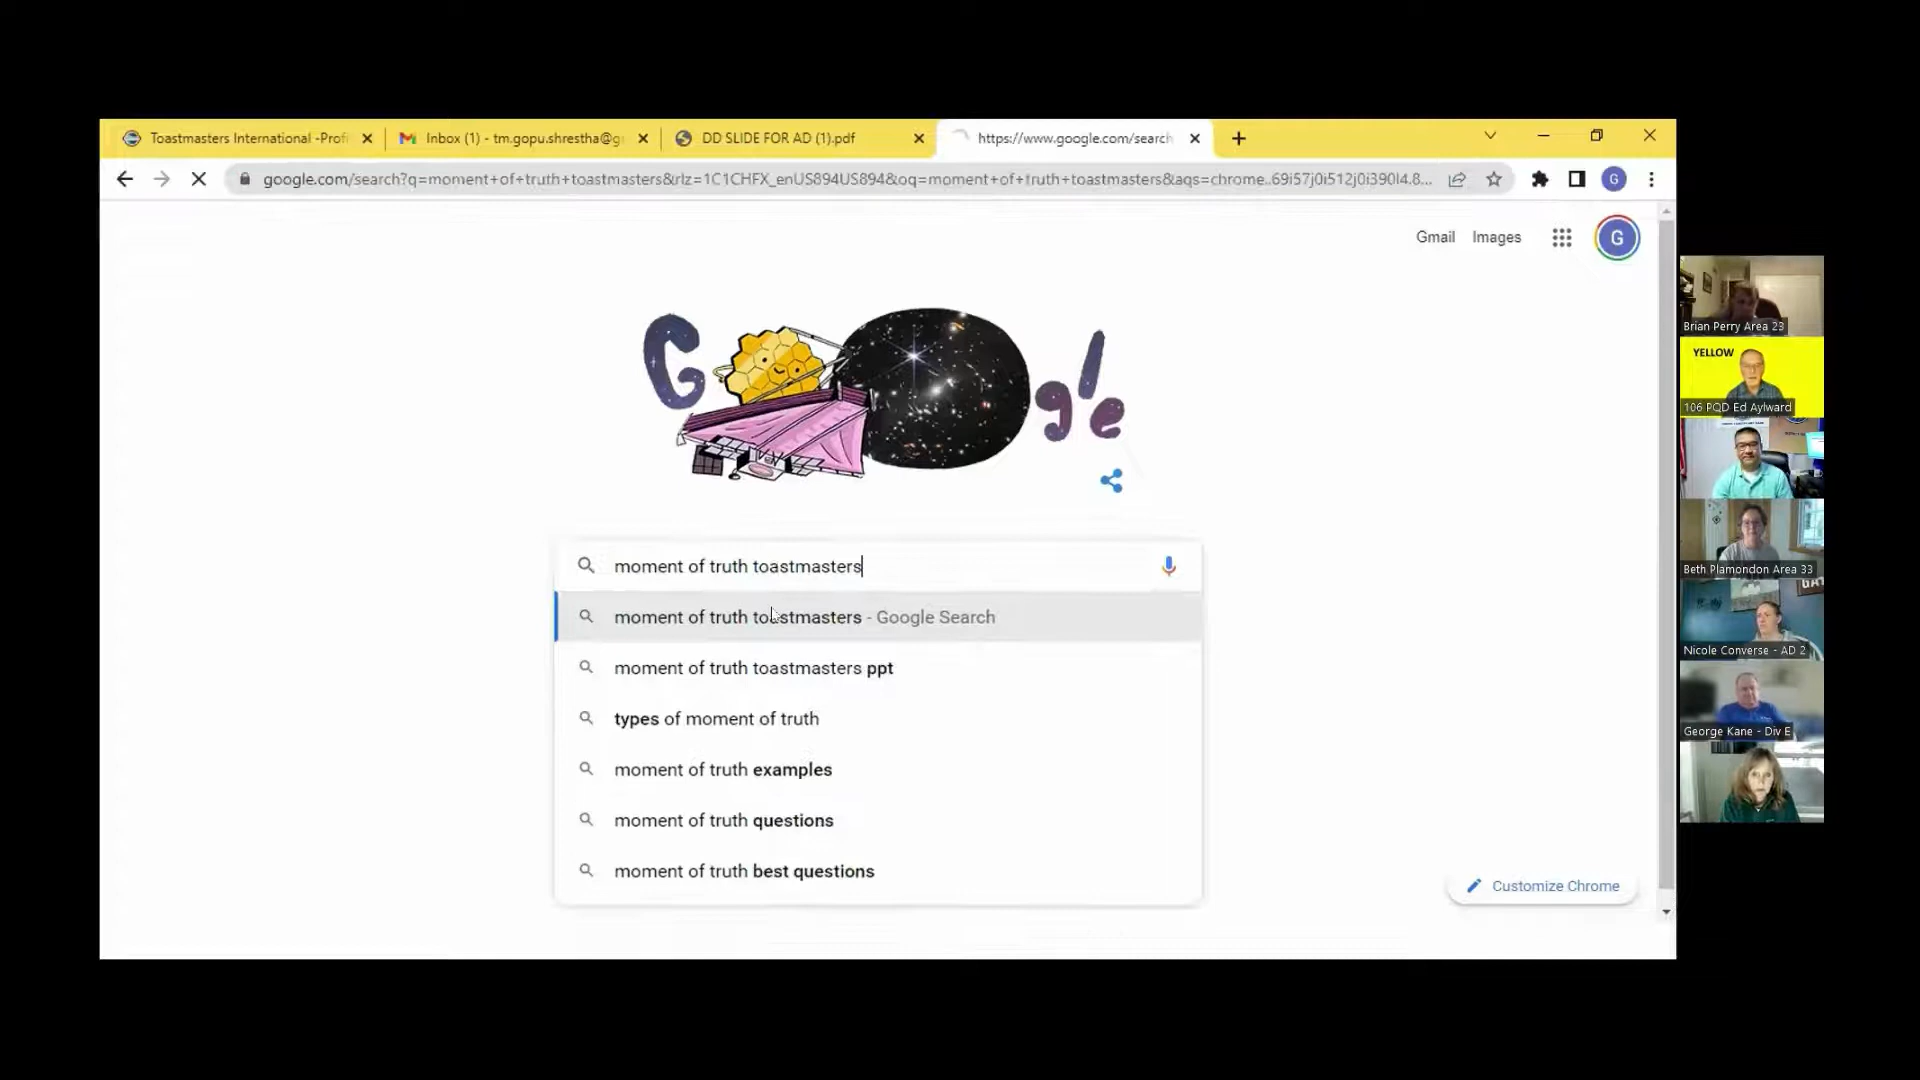 Toastmasters International -Profi
Inbox (1) - tm.gopu.shrestha@g
DD SLIDE FOR AD (1).pdf
https://www.google.com/search
google.com/search?q=moment+of+truth+toastmasters&rlz=1C1CHFX_enUS894US894&oq=moment+of+truth+toastmasters&aqs=chrome..69i57j0i512j0i390l4.8...
G
Gmail
Images
G
Google
moment of truth toastmasters
moment of truth toastmasters - Google Search
moment of truth toastmasters ppt
types of moment of truth
moment of truth examples
moment of truth questions
moment of truth best questions
Customize Chrome
Brian Perry Area 23
YELLOW
106 PQD Ed Aylward
Beth Plamondon Area 33
Nicole Converse - AD 2
George Kane - Div E